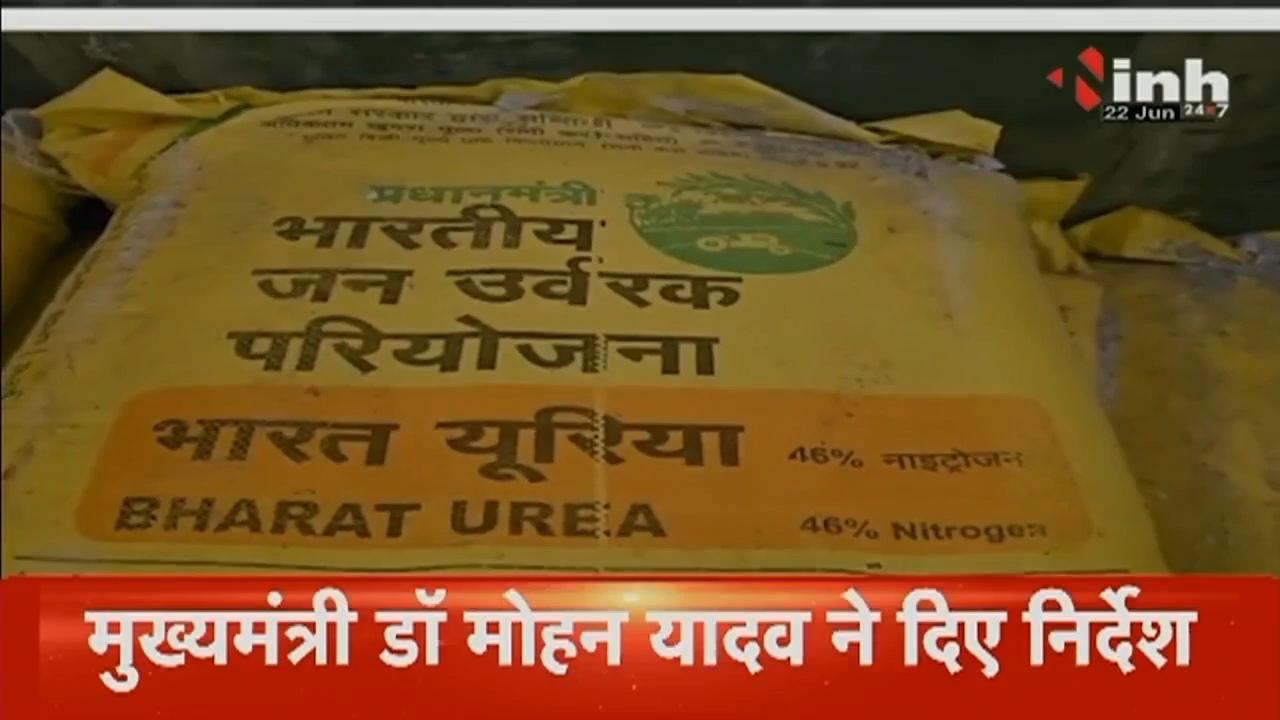 inh
22 Jun 24x7
प्रधानमंत्री
भारतीय
जन उर्वरक
परियोजना
भारत यूरिया 46% नाइट्रोजन
BHARAT UREA 46% Nitrogen
मुख्यमंत्री डॉ मोहन यादव ने दिए निर्देश